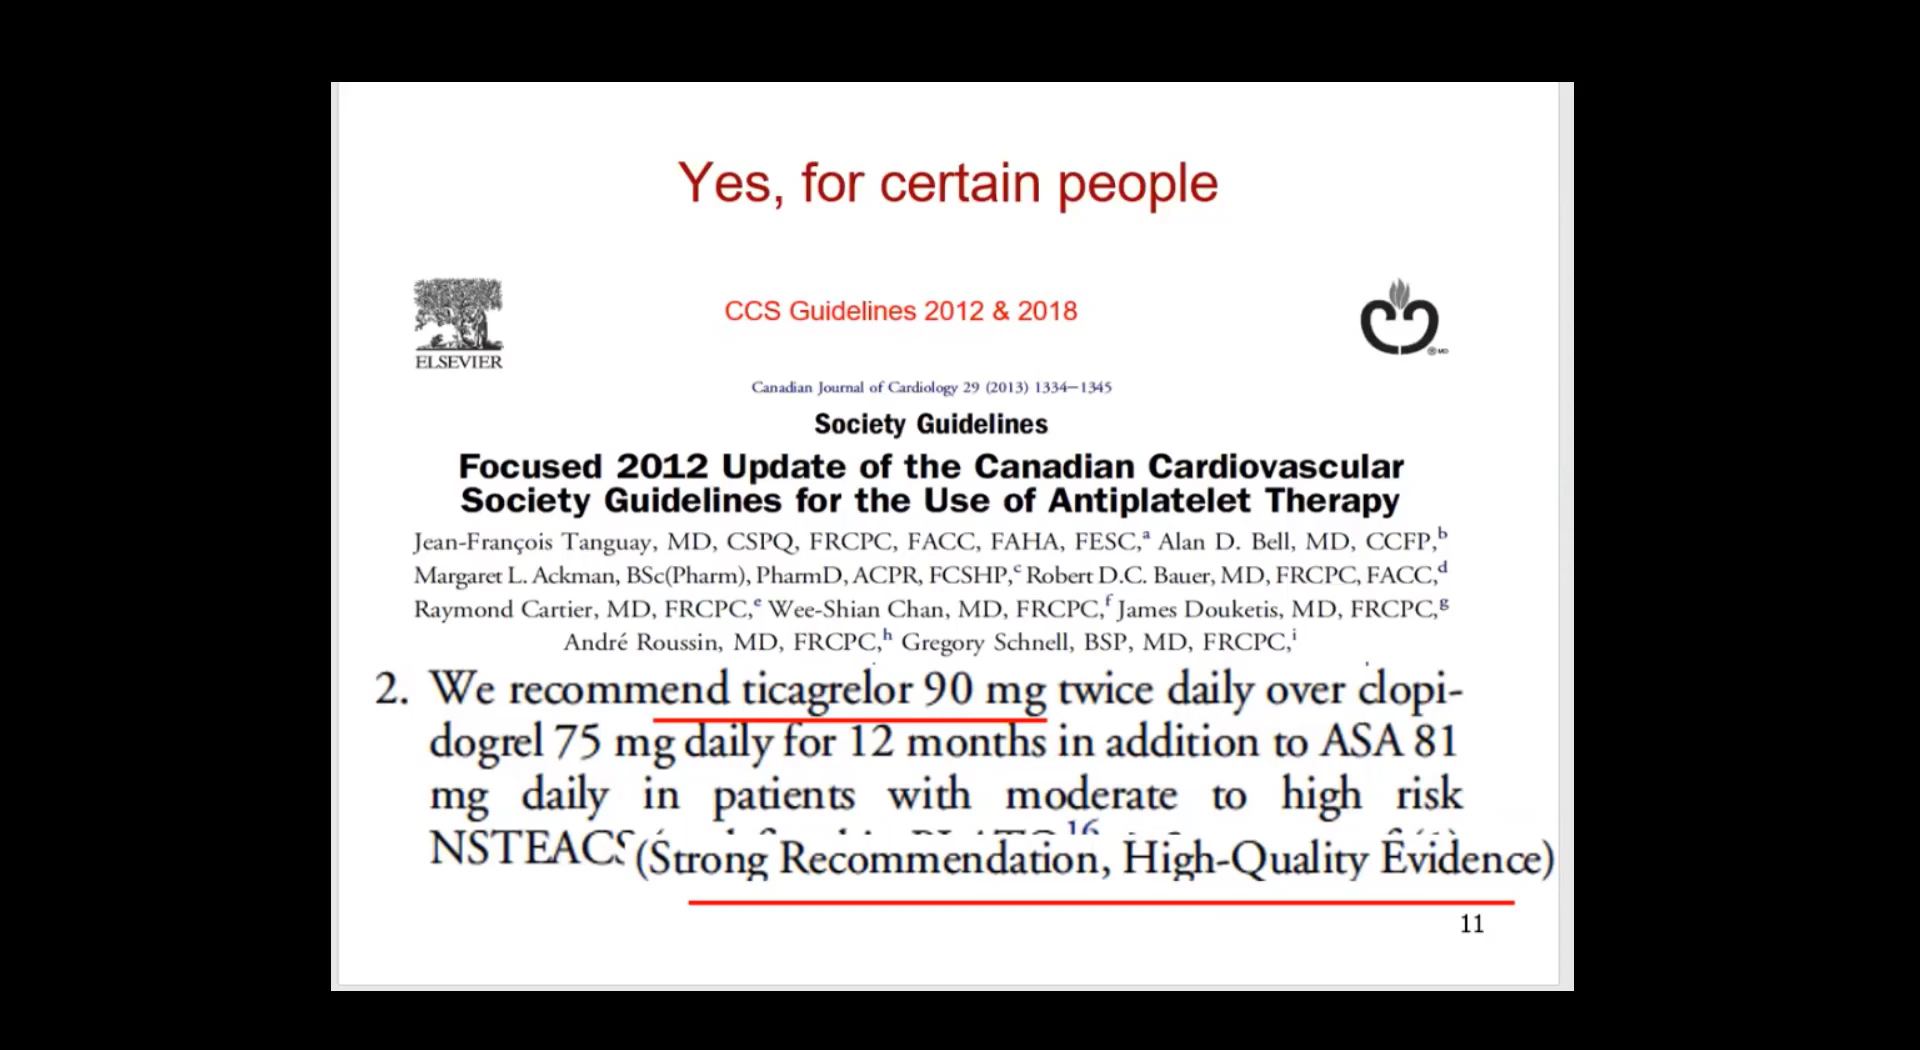 Yes, for certain people
ELSEVIER
CCS Guidelines 2012 & 2018
® MD
Canadian Journal of Cardiology 29 (2013) 1334–1345
Society Guidelines
Focused 2012 Update of the Canadian Cardiovascular
Society Guidelines for the Use of Antiplatelet Therapy
Jean-François Tanguay, MD, CSPQ, FRCPC, FACC, FAHA, FESC,a Alan D. Bell, MD, CCFP,b
Margaret L. Ackman, BSc(Pharm), PharmD, ACPR, FCSHP,c Robert D.C. Bauer, MD, FRCPC, FACC,d
Raymond Cartier, MD, FRCPC,e Wee-Shian Chan, MD, FRCPC,f James Douketis, MD, FRCPC,g
André Roussin, MD, FRCPC,h Gregory Schnell, BSP, MD, FRCPC,i
2. We recommend ticagrelor 90 mg twice daily over clopi-
dogrel 75 mg daily for 12 months in addition to ASA 81
mg daily in patients with moderate to high risk
NSTEACS (Strong Recommendation, High-Quality Evidence)
11